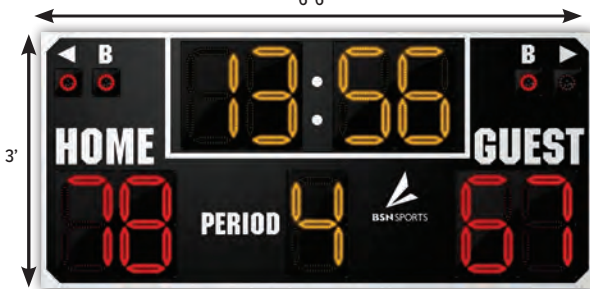 ◄ B
13:56
B ►
3'
HOME
GUEST
78
PERIOD 4
BSN SPORTS
67